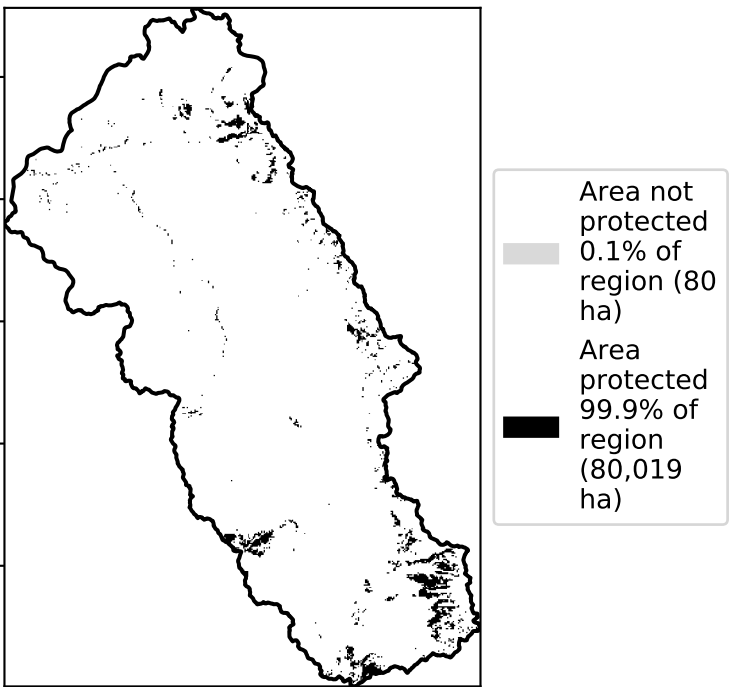 Area not
protected
0.1% of
region (80
ha)
Area
protected
99.9% of
region
(80,019
ha)